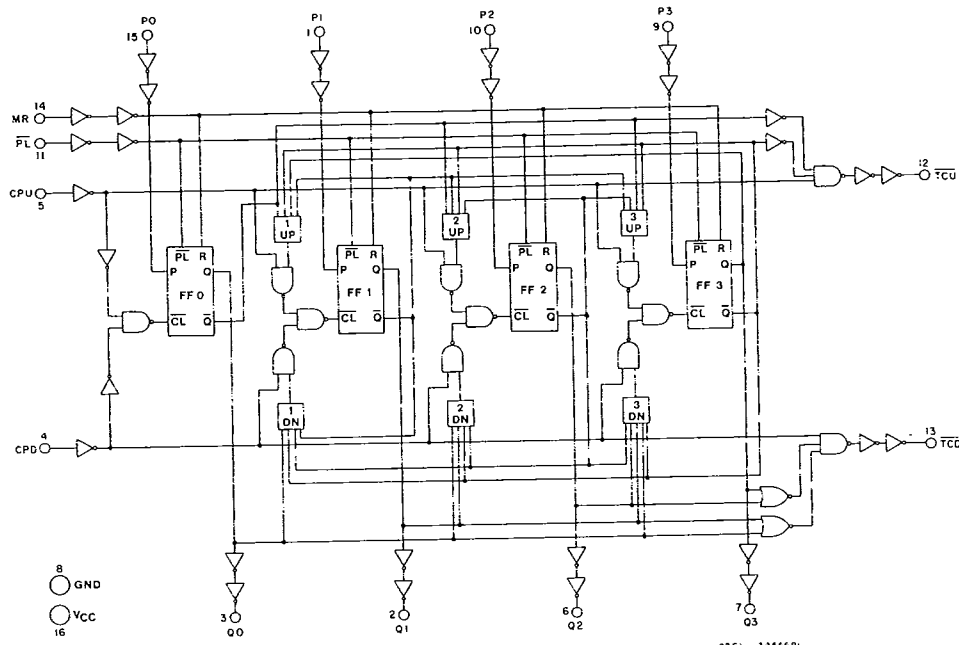 P0
15
P1
1
P2
10
P3
9
14
MR
PL
11
CPU
5
12
TCU
1
UP
2
UP
3
UP
PL R
P Q
FF 0
CL Q
PL R
P Q
FF 1
CL Q
PL R
P Q
FF 2
CL Q
PL R
P Q
FF 3
CL Q
1
DN
2
DN
3
DN
4
CPD
13
TCD
8
GND
VCC
16
3
Q0
2
Q1
6
Q2
7
Q3